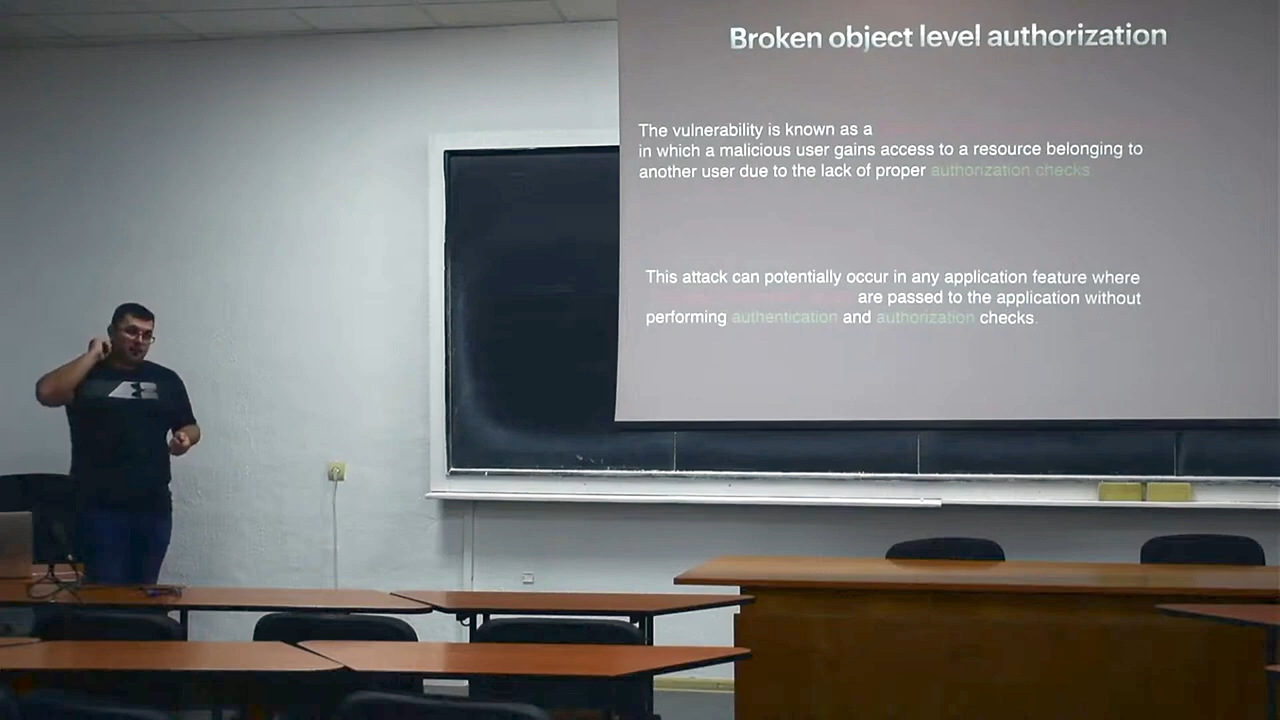 Broken object level authorization
The vulnerability is known as a
in which a malicious user gains access to a resource belonging to
another user due to the lack of proper authorization checks
This attack can potentially occur in any application feature where
are passed to the application without
performing authentication and authorization checks.